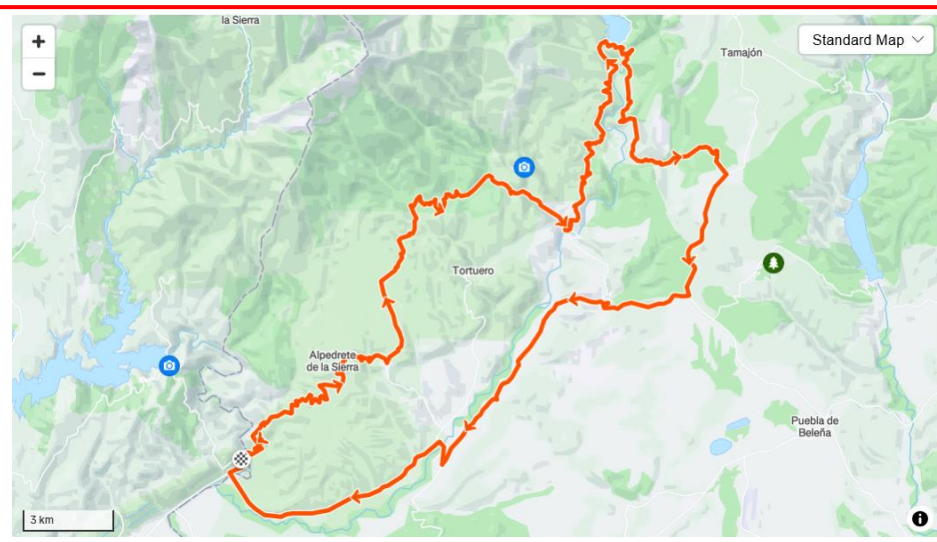 la Sierra
+
−
Standard Map
Tamajón
Tortuero
Alpedrete
de la Sierra
Puebla de
Beleña
3 km